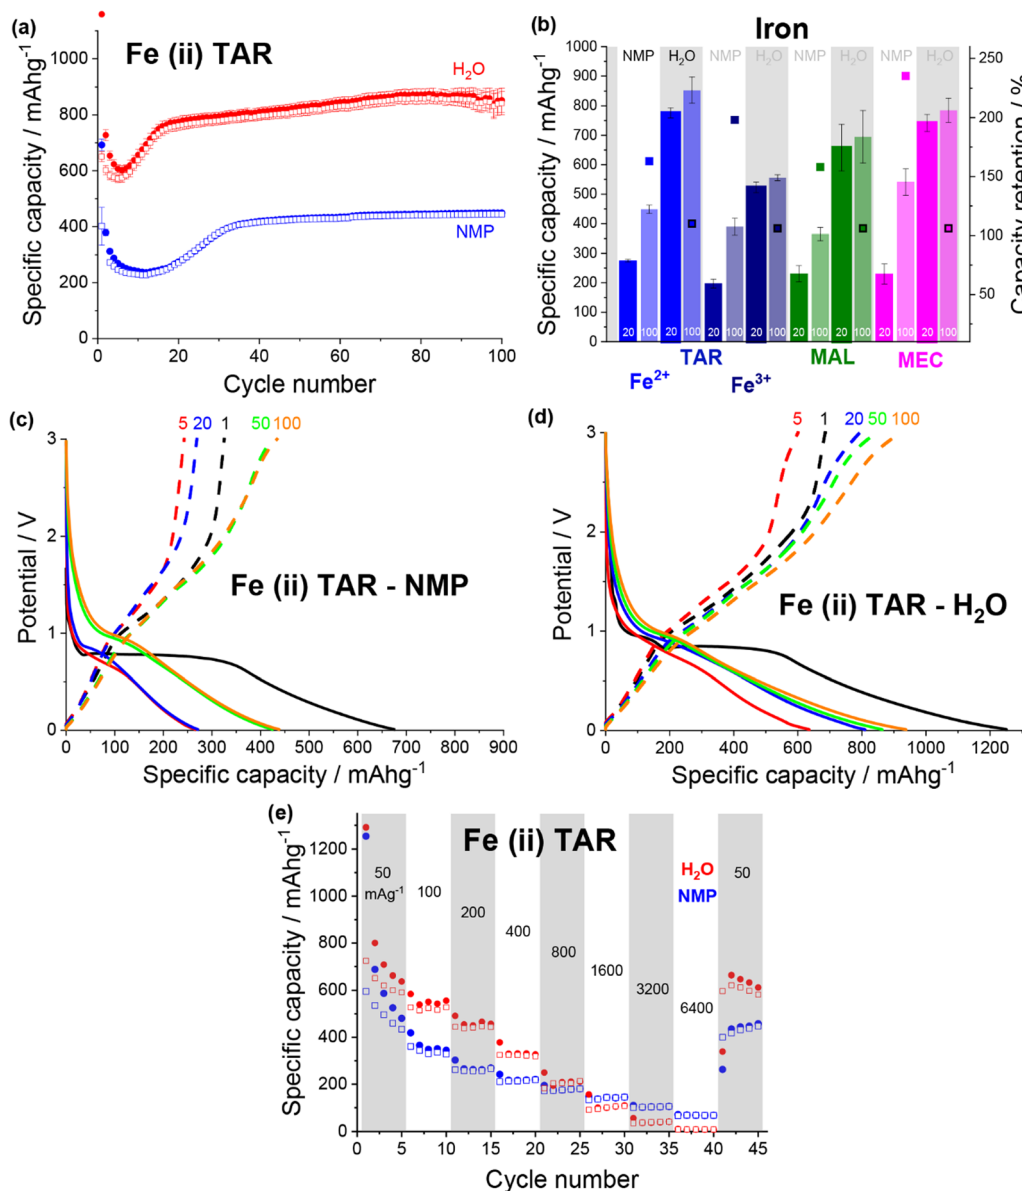 (a)
Fe (ii) TAR
H₂O
NMP
Specific capacity / mAhg⁻¹
1000
800
600
400
200
0
0 20 40 60 80 100
Cycle number
(b)
Iron
NMP H₂O NMP H₂O NMP H₂O NMP H₂O
Specific capacity / mAhg⁻¹
1000
900
800
700
600
500
400
300
200
100
0
250
200
150
100
50
Capacity retention / %
20 100 20 100 20 100 20 100 20 100 20 100 20 100 20 100
TAR MAL MEC
Fe²⁺ Fe³⁺
(c)
5 20 1 50 100
Potential / V
3
2
1
0
Fe (ii) TAR - NMP
0 100 200 300 400 500 600 700 800 900
Specific capacity / mAhg⁻¹
(d)
5 1 20 50 100
Potential / V
3
2
1
0
Fe (ii) TAR - H₂O
0 200 400 600 800 1000 1200
Specific capacity / mAhg⁻¹
(e)
Fe (ii) TAR
H₂O
NMP
Specific capacity / mAhg⁻¹
1200
1000
800
600
400
200
0
50
mAg⁻¹
100
200
400
800
1600
3200
6400
50
0 5 10 15 20 25 30 35 40 45
Cycle number